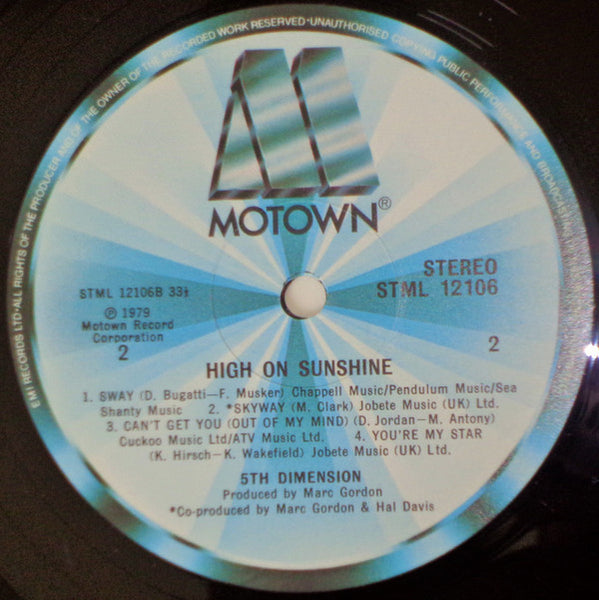 EMI RECORDS LTD•ALL RIGHTS OF THE PRODUCER AND OF THE OWNER OF THE RECORDED WORK RESERVED•UNAUTHORISED COPYING PUBLIC PERFORMANCE AND BROADCASTING
MOTOWN®
STEREO
STML 12106
STML 12106B 33⅓
℗ 1979
Motown Record
Corporation
2
2
HIGH ON SUNSHINE
1. SWAY (D. Bugatti—F. Musker) Chappell Music/Pendulum Music/Sea
Shanty Music 2. *SKYWAY (M. Clark) Jobete Music (UK) Ltd.
3. CAN'T GET YOU (OUT OF MY MIND) (D. Jordan—M. Antony)
Cuckoo Music Ltd/ATV Music Ltd. 4. YOU'RE MY STAR
(K. Hirsch—K. Wakefield) Jobete Music (UK) Ltd.
5TH DIMENSION
Produced by Marc Gordon
*Co-produced by Marc Gordon & Hal Davis